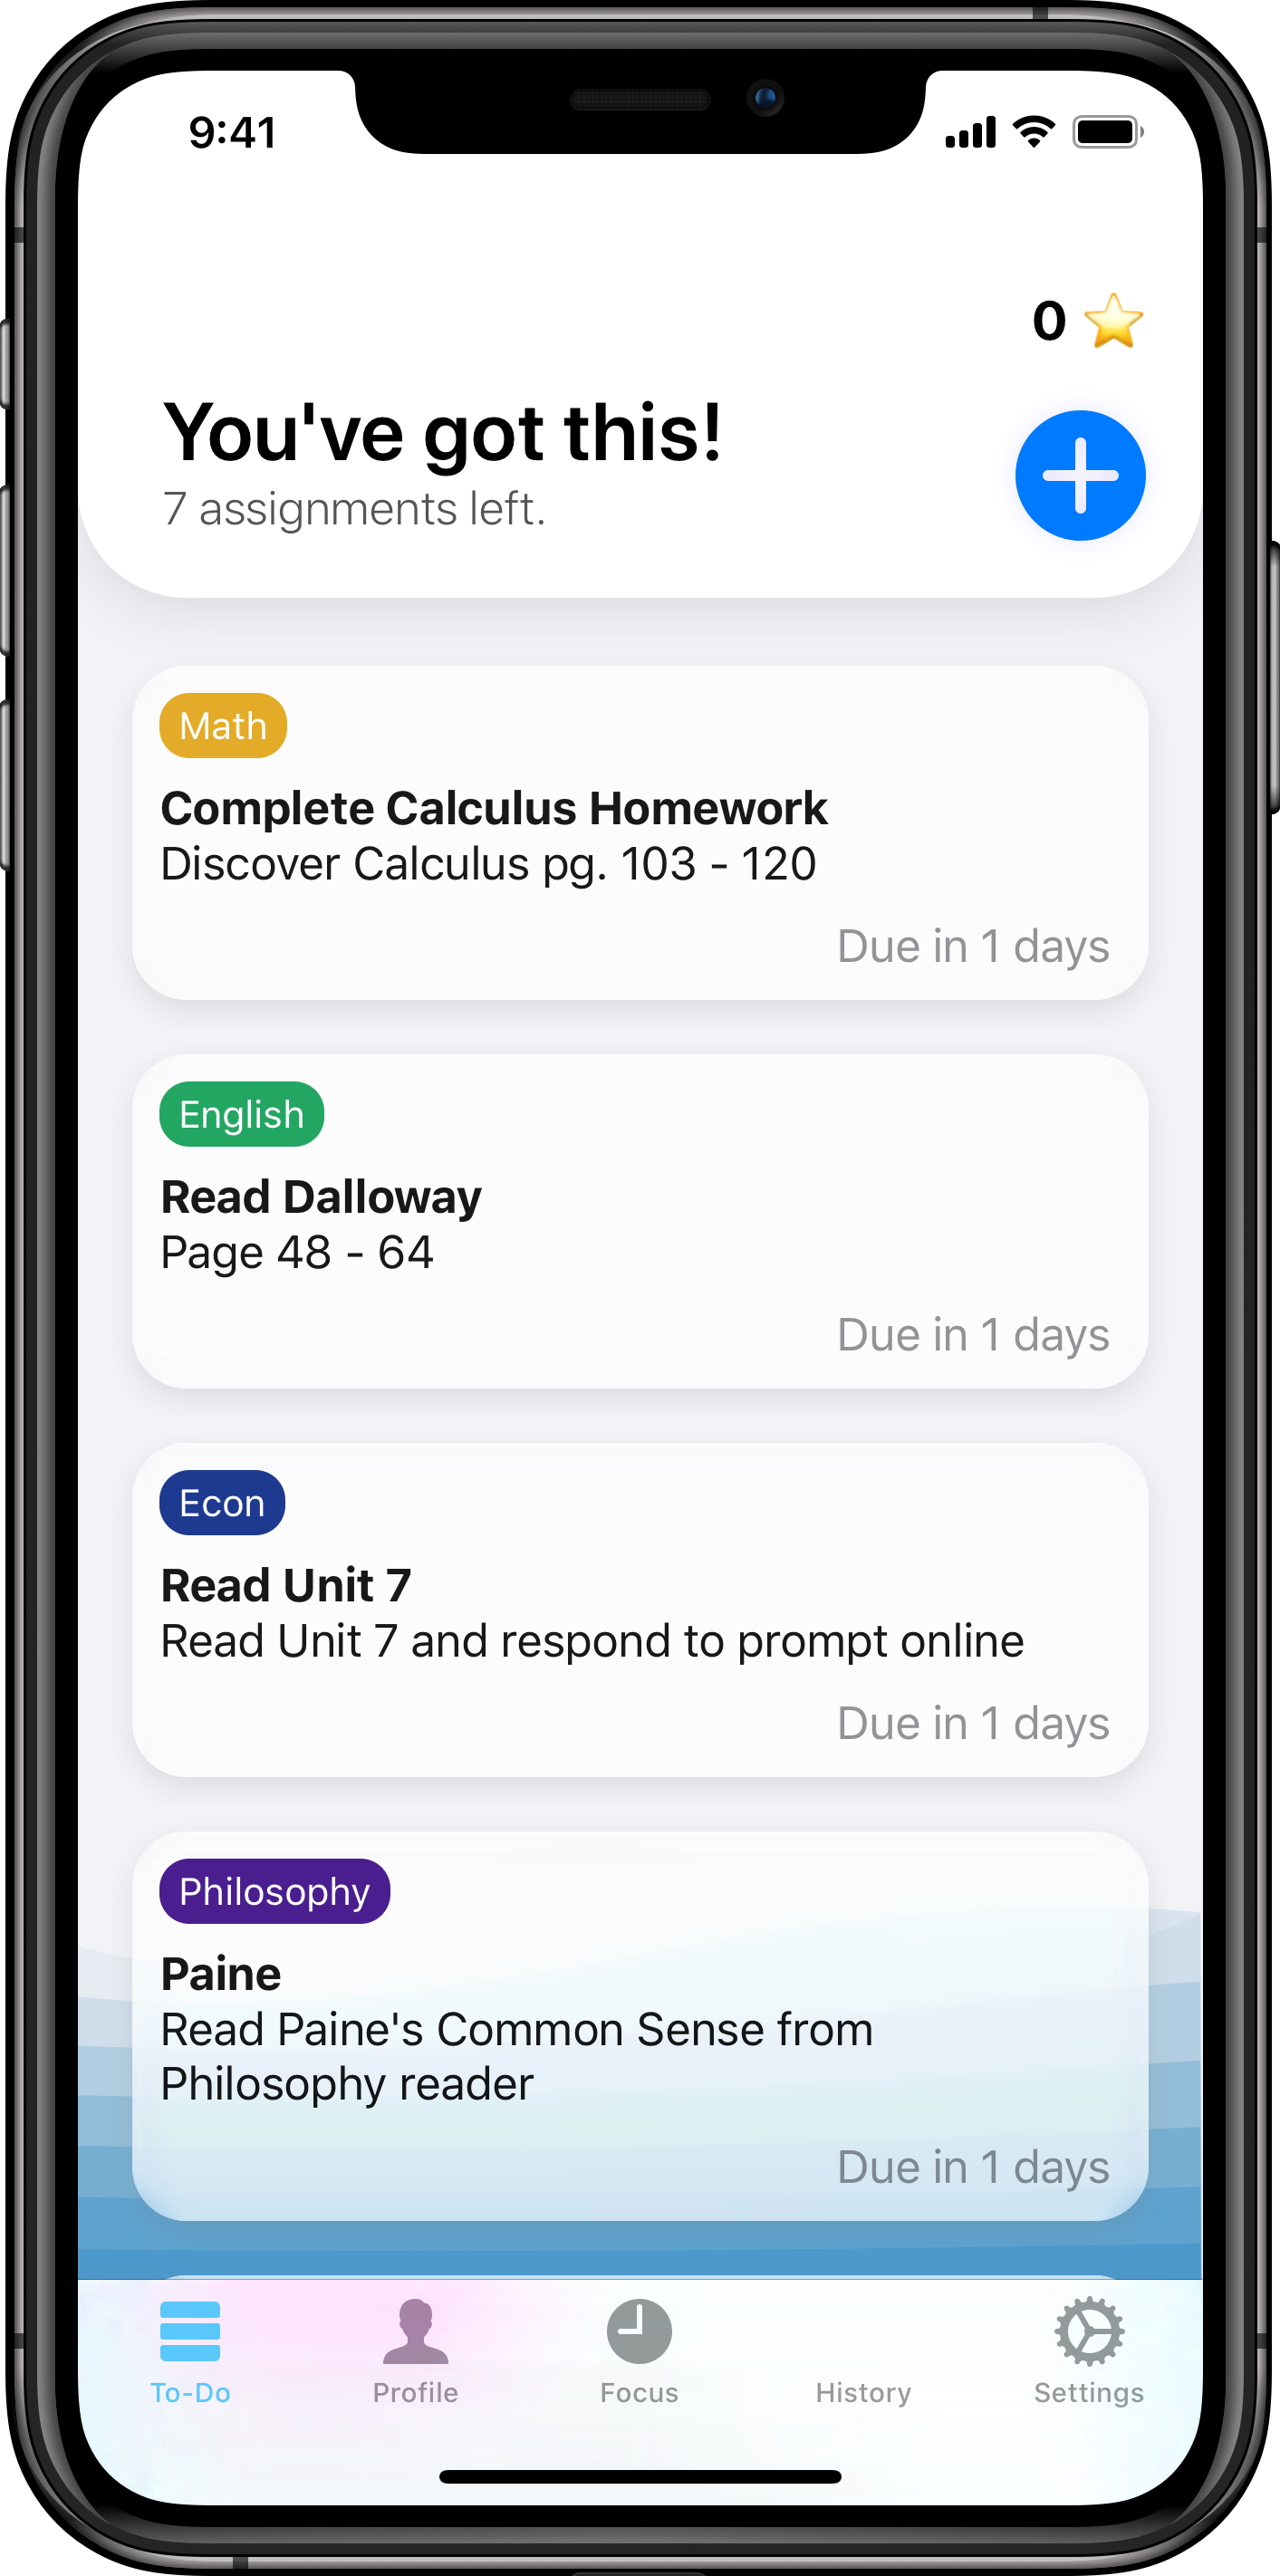 9:41
0
You've got this!
7 assignments left.
Math
Complete Calculus Homework
Discover Calculus pg. 103 - 120
Due in 1 days
English
Read Dalloway
Page 48 - 64
Due in 1 days
Econ
Read Unit 7
Read Unit 7 and respond to prompt online
Due in 1 days
Philosophy
Paine
Read Paine's Common Sense from
Philosophy reader
Due in 1 days
To-Do Profile Focus History Settings